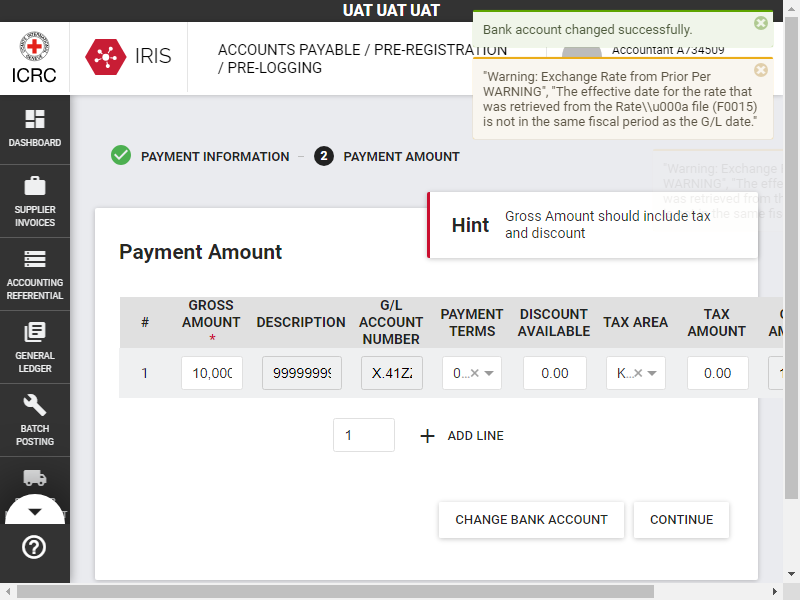 UAT UAT UAT
ICRC
IRIS
ACCOUNTS PAYABLE / PRE-REGISTRATION
/ PRE-LOGGING
Accountant A734509
Bank account changed successfully.
"Warning: Exchange Rate from Prior Per
WARNING", "The effective date for the rate that
was retrieved from the Rate\\u000a file (F0015)
is not in the same fiscal period as the G/L date."
DASHBOARD
SUPPLIER
INVOICES
ACCOUNTING
REFERENTIAL
GENERAL
LEDGER
BATCH
POSTING
PAYMENT INFORMATION
2 PAYMENT AMOUNT
Hint
Gross Amount should include tax
and discount
Payment Amount
#
GROSS
AMOUNT
*
DESCRIPTION
G/L
ACCOUNT
NUMBER
PAYMENT
TERMS
DISCOUNT
AVAILABLE
TAX AREA
TAX
AMOUNT
1
10,000
99999999
X.41Z
0...
0.00
K...
0.00
1
+ ADD LINE
CHANGE BANK ACCOUNT
CONTINUE